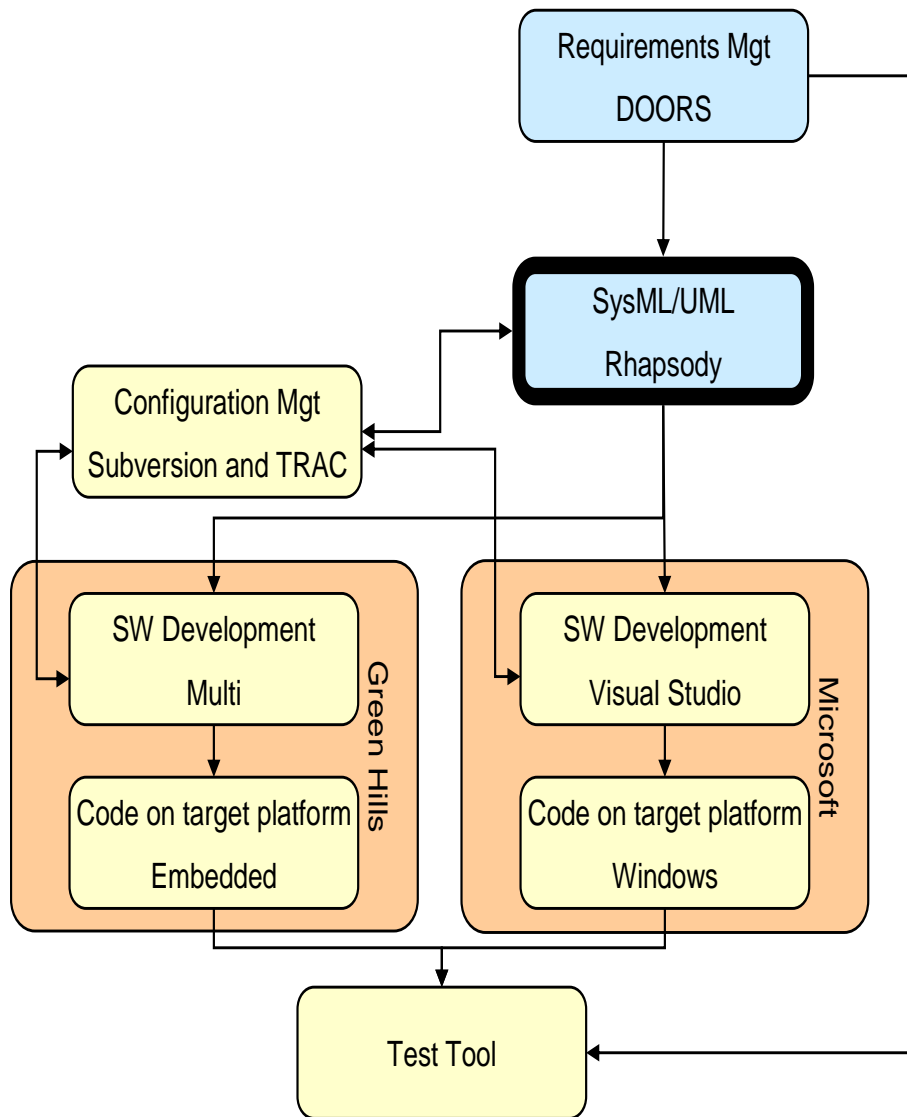 Requirements Mgt
DOORS
SysML/UML
Rhapsody
Configuration Mgt
Subversion and TRAC
SW Development
Multi
Code on target platform
Embedded
Green Hills
SW Development
Visual Studio
Code on target platform
Windows
Microsoft
Test Tool